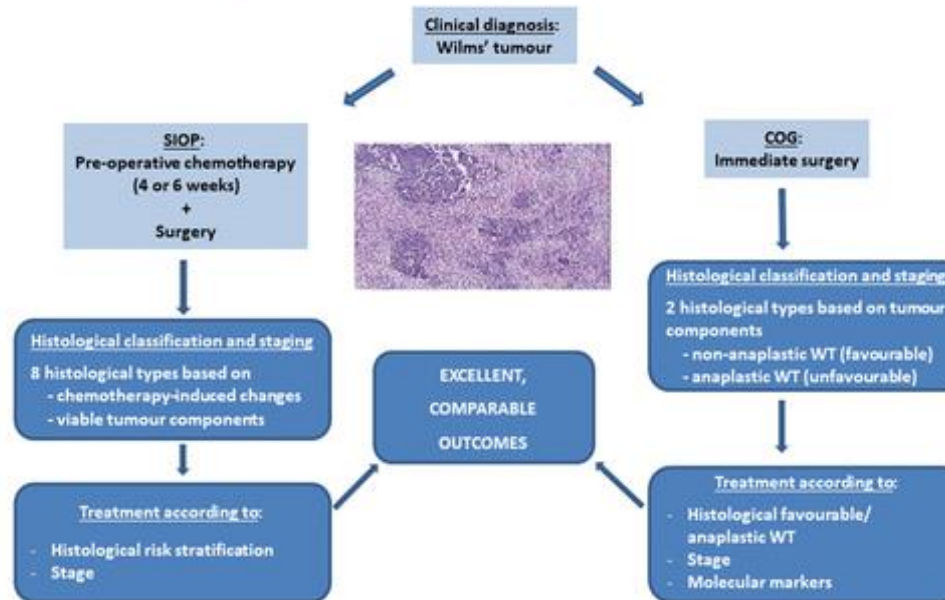 Clinical diagnosis:
Wilms' tumour
SIOP:
Pre-operative chemotherapy
(4 or 6 weeks)
+
Surgery
COG:
Immediate surgery
Histological classification and staging
8 histological types based on
- chemotherapy-induced changes
- viable tumour components
Histological classification and staging
2 histological types based on tumour
components
- non-anaplastic WT (favourable)
- anaplastic WT (unfavourable)
EXCELLENT,
COMPARABLE
OUTCOMES
Treatment according to:
- Histological risk stratification
- Stage
Treatment according to:
- Histological favourable/
anaplastic WT
- Stage
- Molecular markers